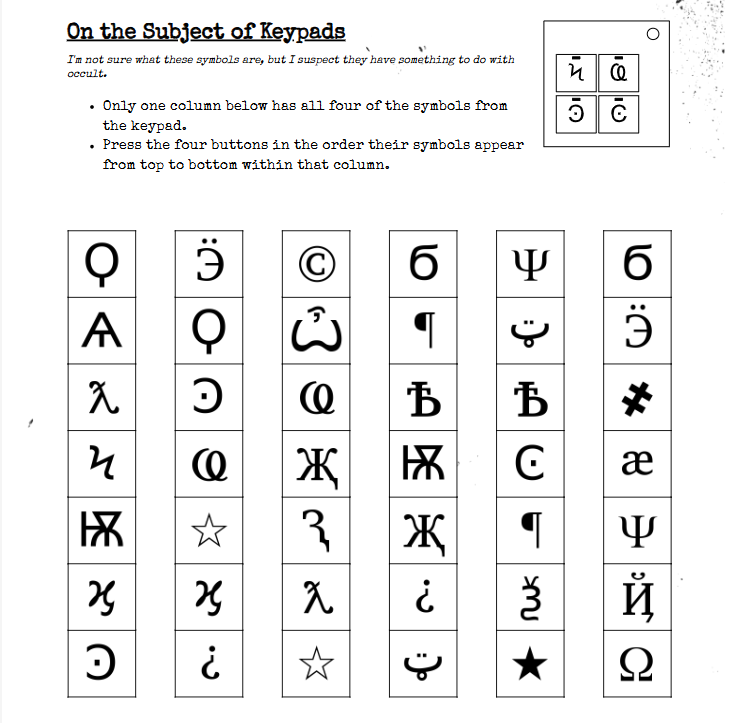 On the Subject of Keypads
I'm not sure what these symbols are, but I suspect they have something to do with
occult.
• Only one column below has all four of the symbols from
the keypad.
• Press the four buttons in the order their symbols appear
from top to bottom within that column.
Ϟ Ҩ
Ͽ Ͼ
Ϙ Ӭ © б Ψ б
Ѧ Ϙ Ѽ ¶ ټ Ӭ
ƛ Ͽ Ҩ Ѣ Ѣ ҂
Ϟ Ҩ Җ Ѭ Ͼ æ
Ѭ ☆ Ԇ Җ ¶ Ψ
ϗ ϗ ƛ ¿ Ѯ Ҋ
Ͽ ¿ ☆ ټ ★ Ω